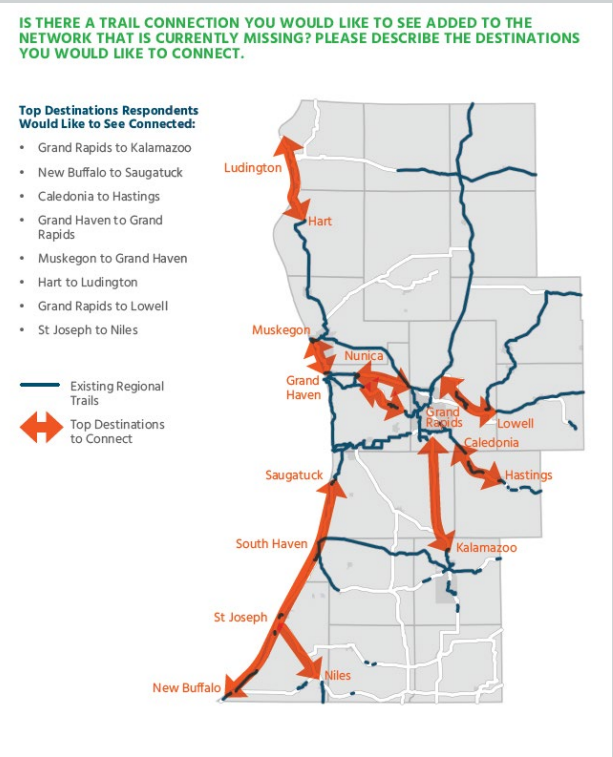 IS THERE A TRAIL CONNECTION YOU WOULD LIKE TO SEE ADDED TO THE
NETWORK THAT IS CURRENTLY MISSING? PLEASE DESCRIBE THE DESTINATIONS
YOU WOULD LIKE TO CONNECT.
Top Destinations Respondents
Would Like to See Connected:
• Grand Rapids to Kalamazoo
• New Buffalo to Saugatuck
• Caledonia to Hastings
• Grand Haven to Grand
Rapids
• Muskegon to Grand Haven
• Hart to Ludington
• Grand Rapids to Lowell
• St Joseph to Niles
Existing Regional
Trails
Top Destinations
to Connect
Ludington
Hart
Muskegon
Nunica
Grand
Haven
Grand
Rapids
Lowell
Caledonia
Saugatuck
Hastings
South Haven
Kalamazoo
St Joseph
Niles
New Buffalo